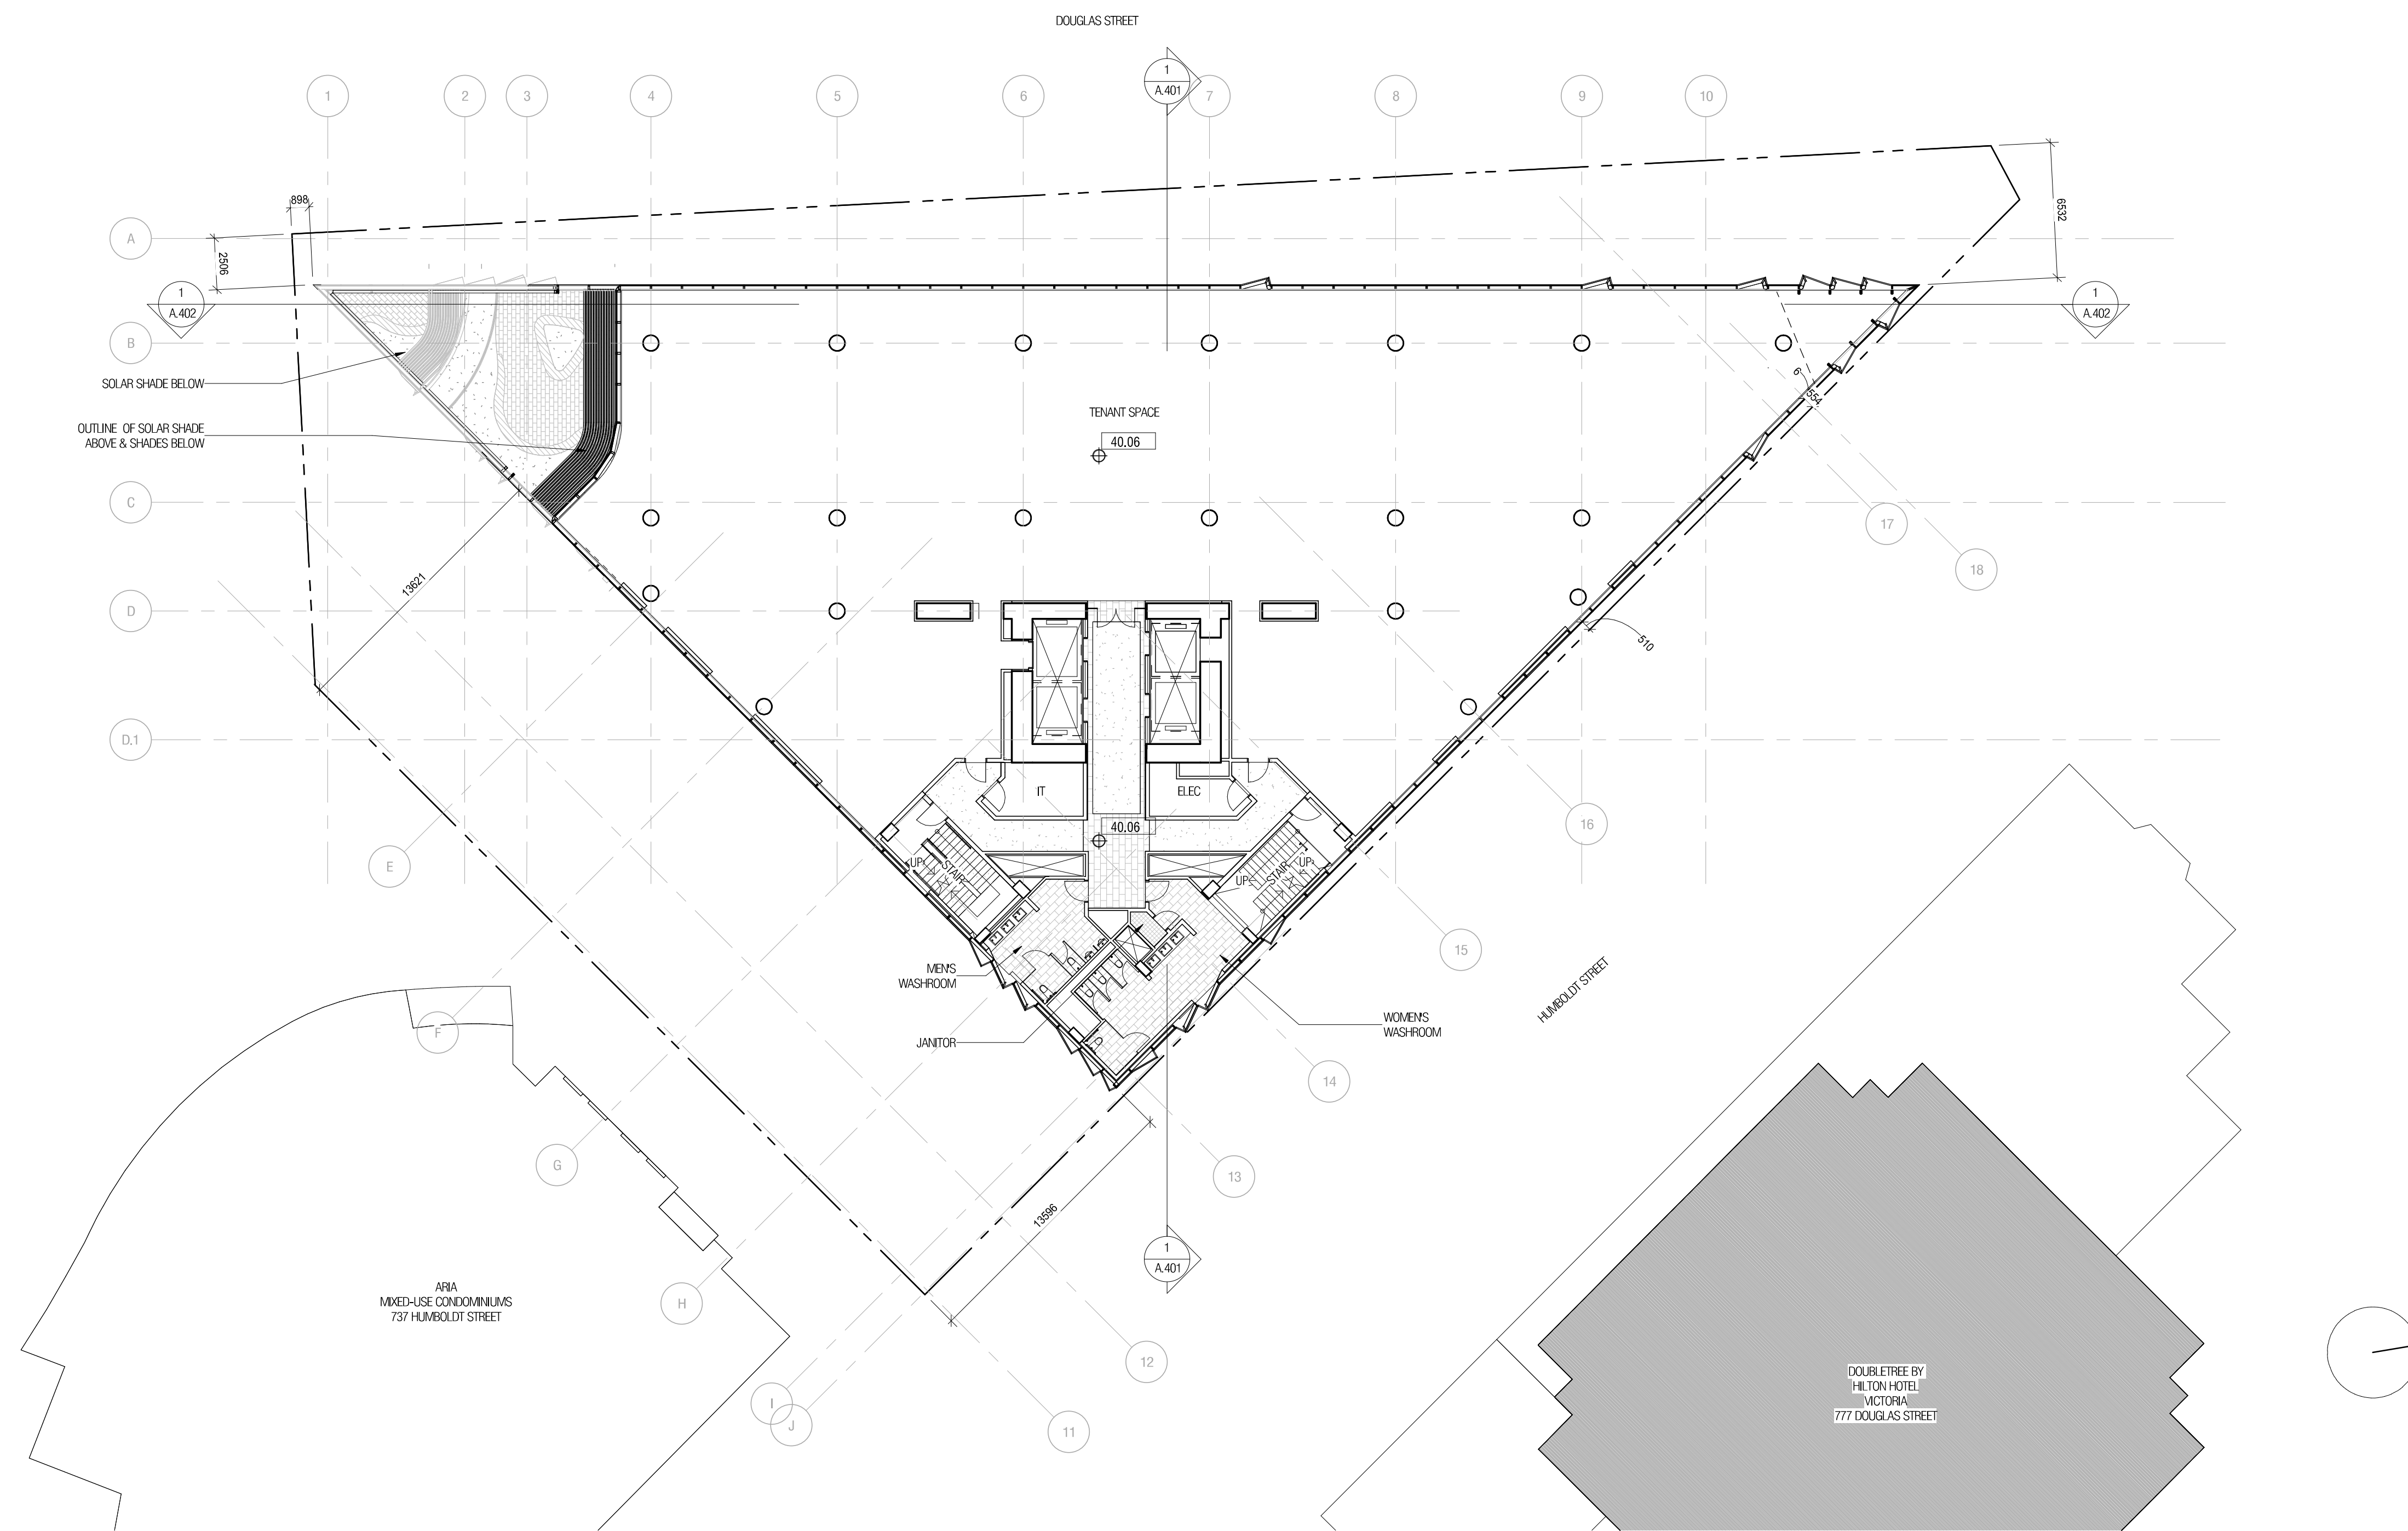 DOUGLAS STREET
1
A.401
1
2
3
4
5
6
7
8
9
10
898
6532
A
2506
1
A.402
1
A.402
B
SOLAR SHADE BELOW
6
554
TENANT SPACE
40.06
OUTLINE OF SOLAR SHADE
ABOVE & SHADES BELOW
C
17
18
13621
D
510
D.1
IT
ELEC
40.06
16
E
UP
STAIR
UP
STAIR
UP
15
MEN'S
WASHROOM
HUMBOLDT STREET
WOMEN'S
WASHROOM
F
JANITOR
14
G
13
13596
1
A.401
ARIA
MIXED-USE CONDOMINIUMS
737 HUMBOLDT STREET
H
12
I
J
11
DOUBLETREE BY
HILTON HOTEL
VICTORIA
777 DOUGLAS STREET